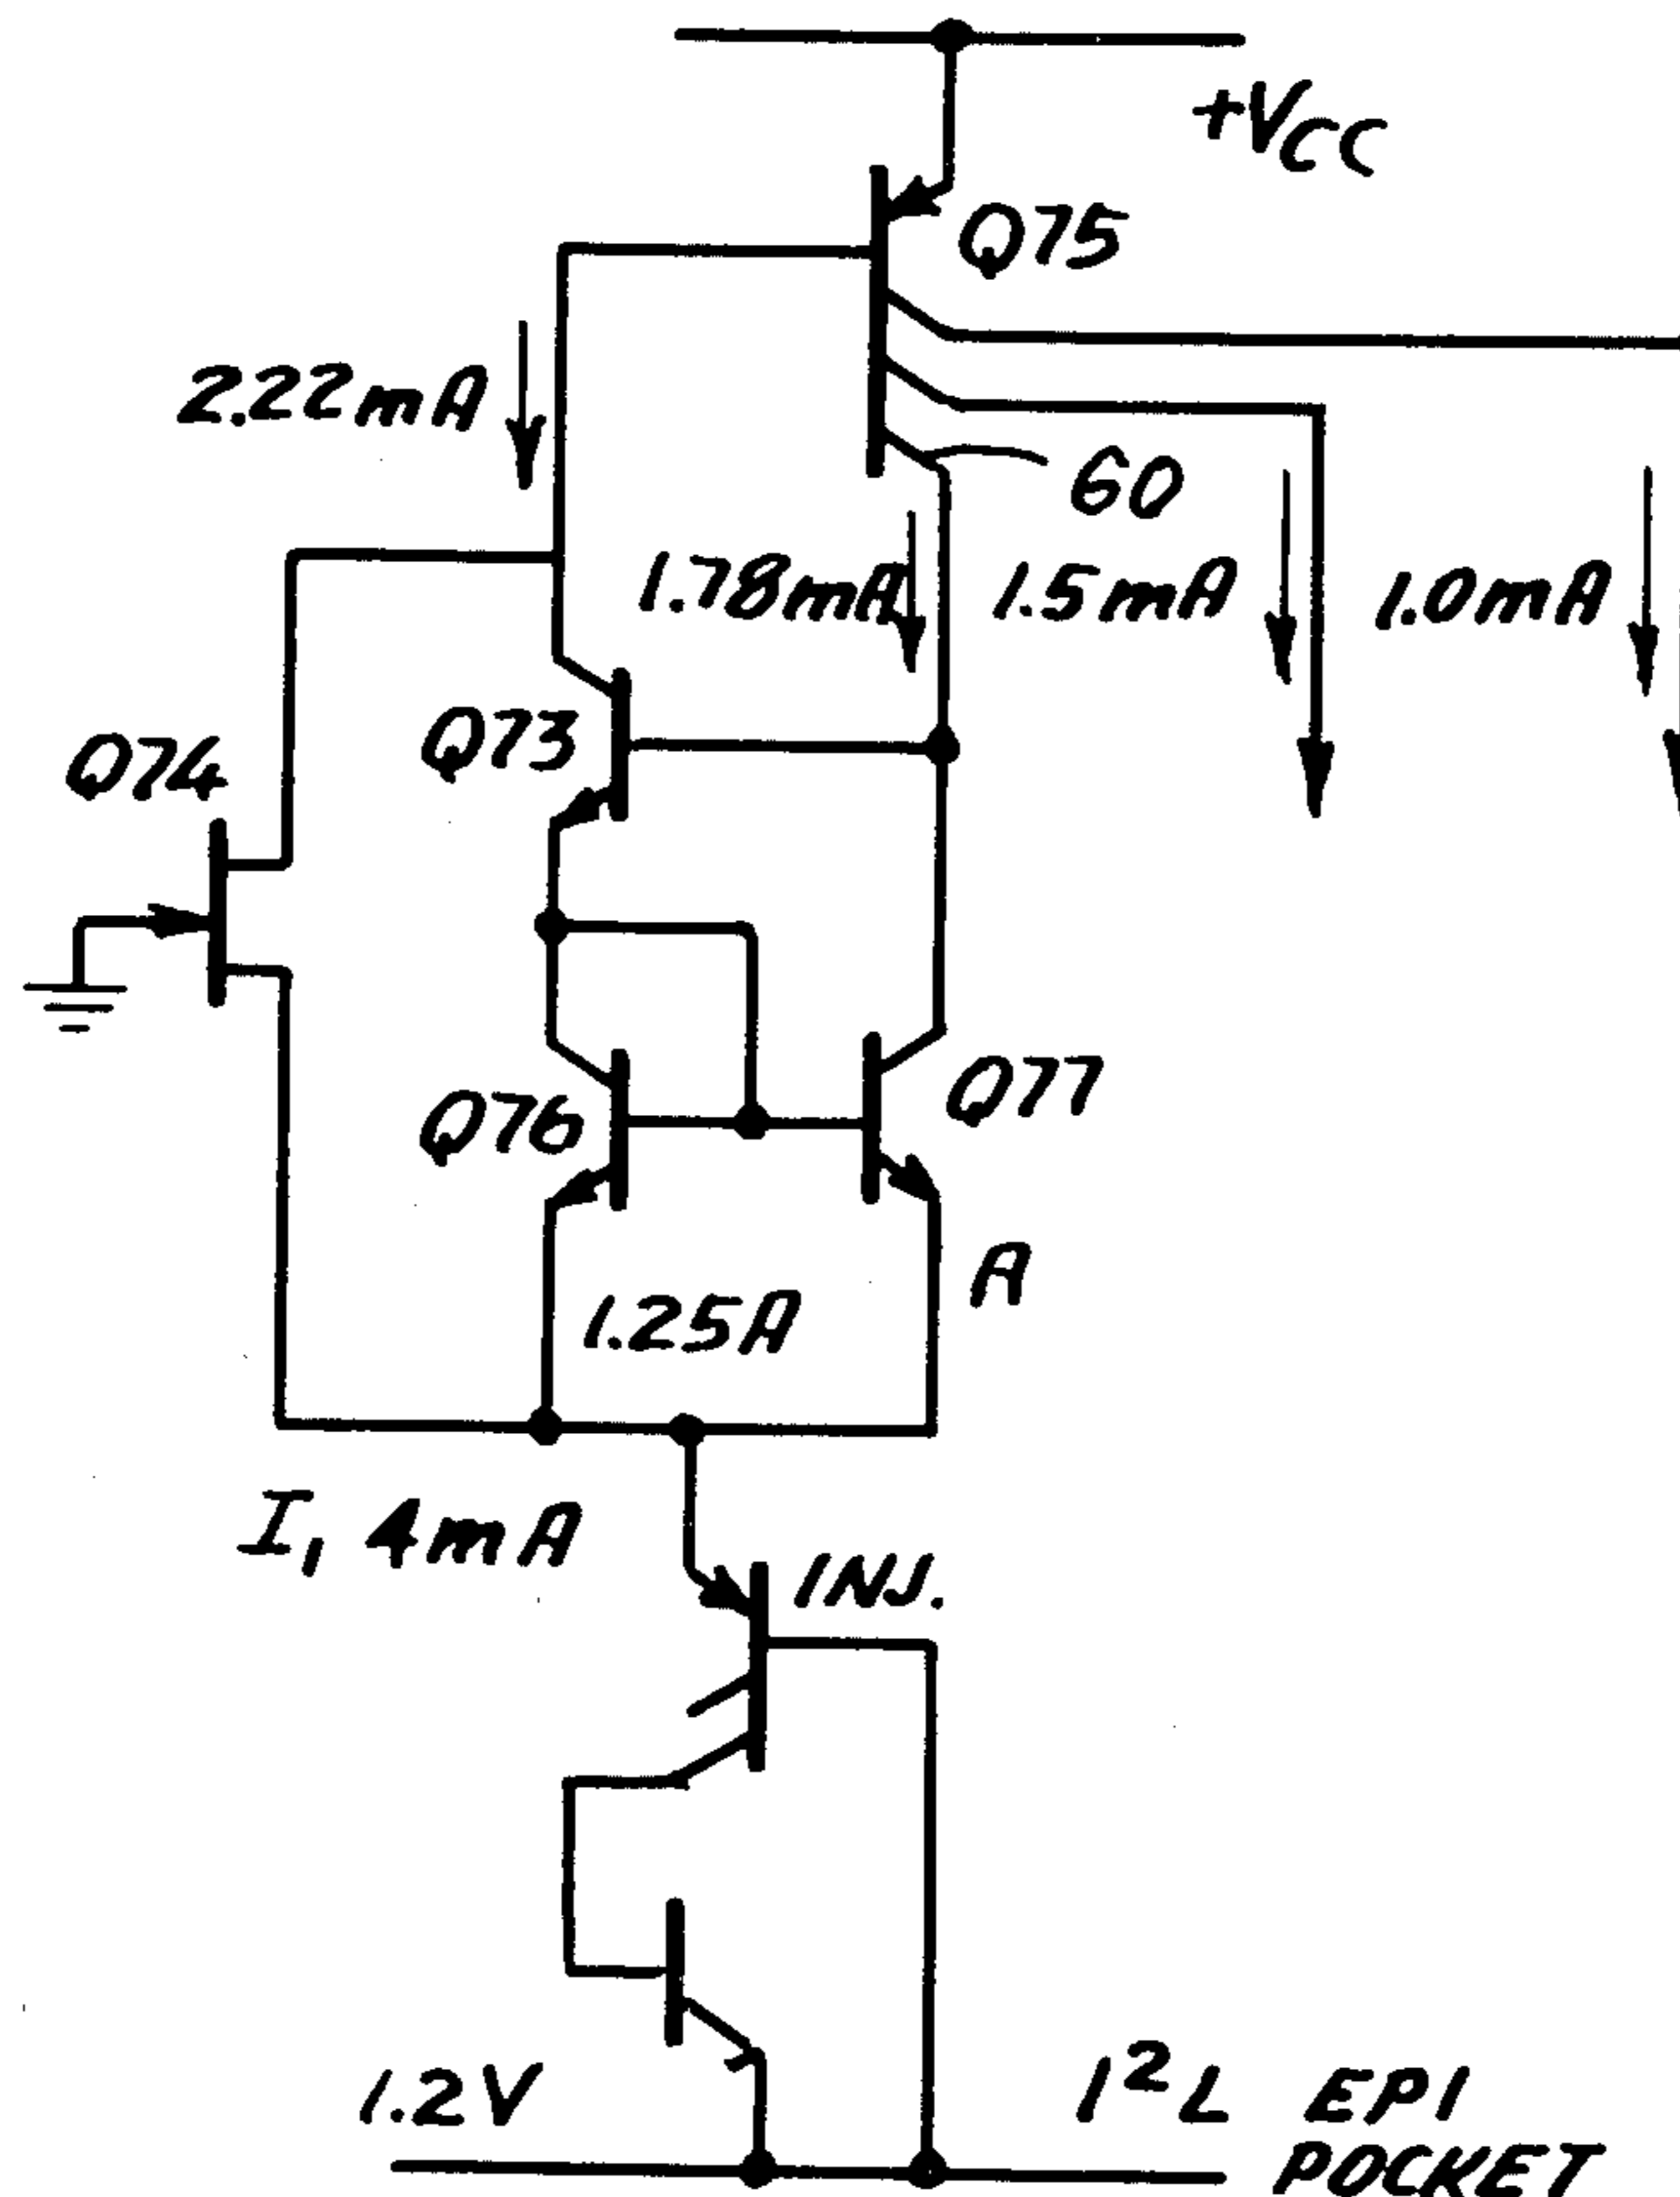 +VCC
Q75
2.22mA
60
1.78mA
1.5mA
1.0mA
Q73
Q74
Q76
Q77
A
1.25A
I1 4mA
INJ.
1.2V
I²L EPI
POCKET